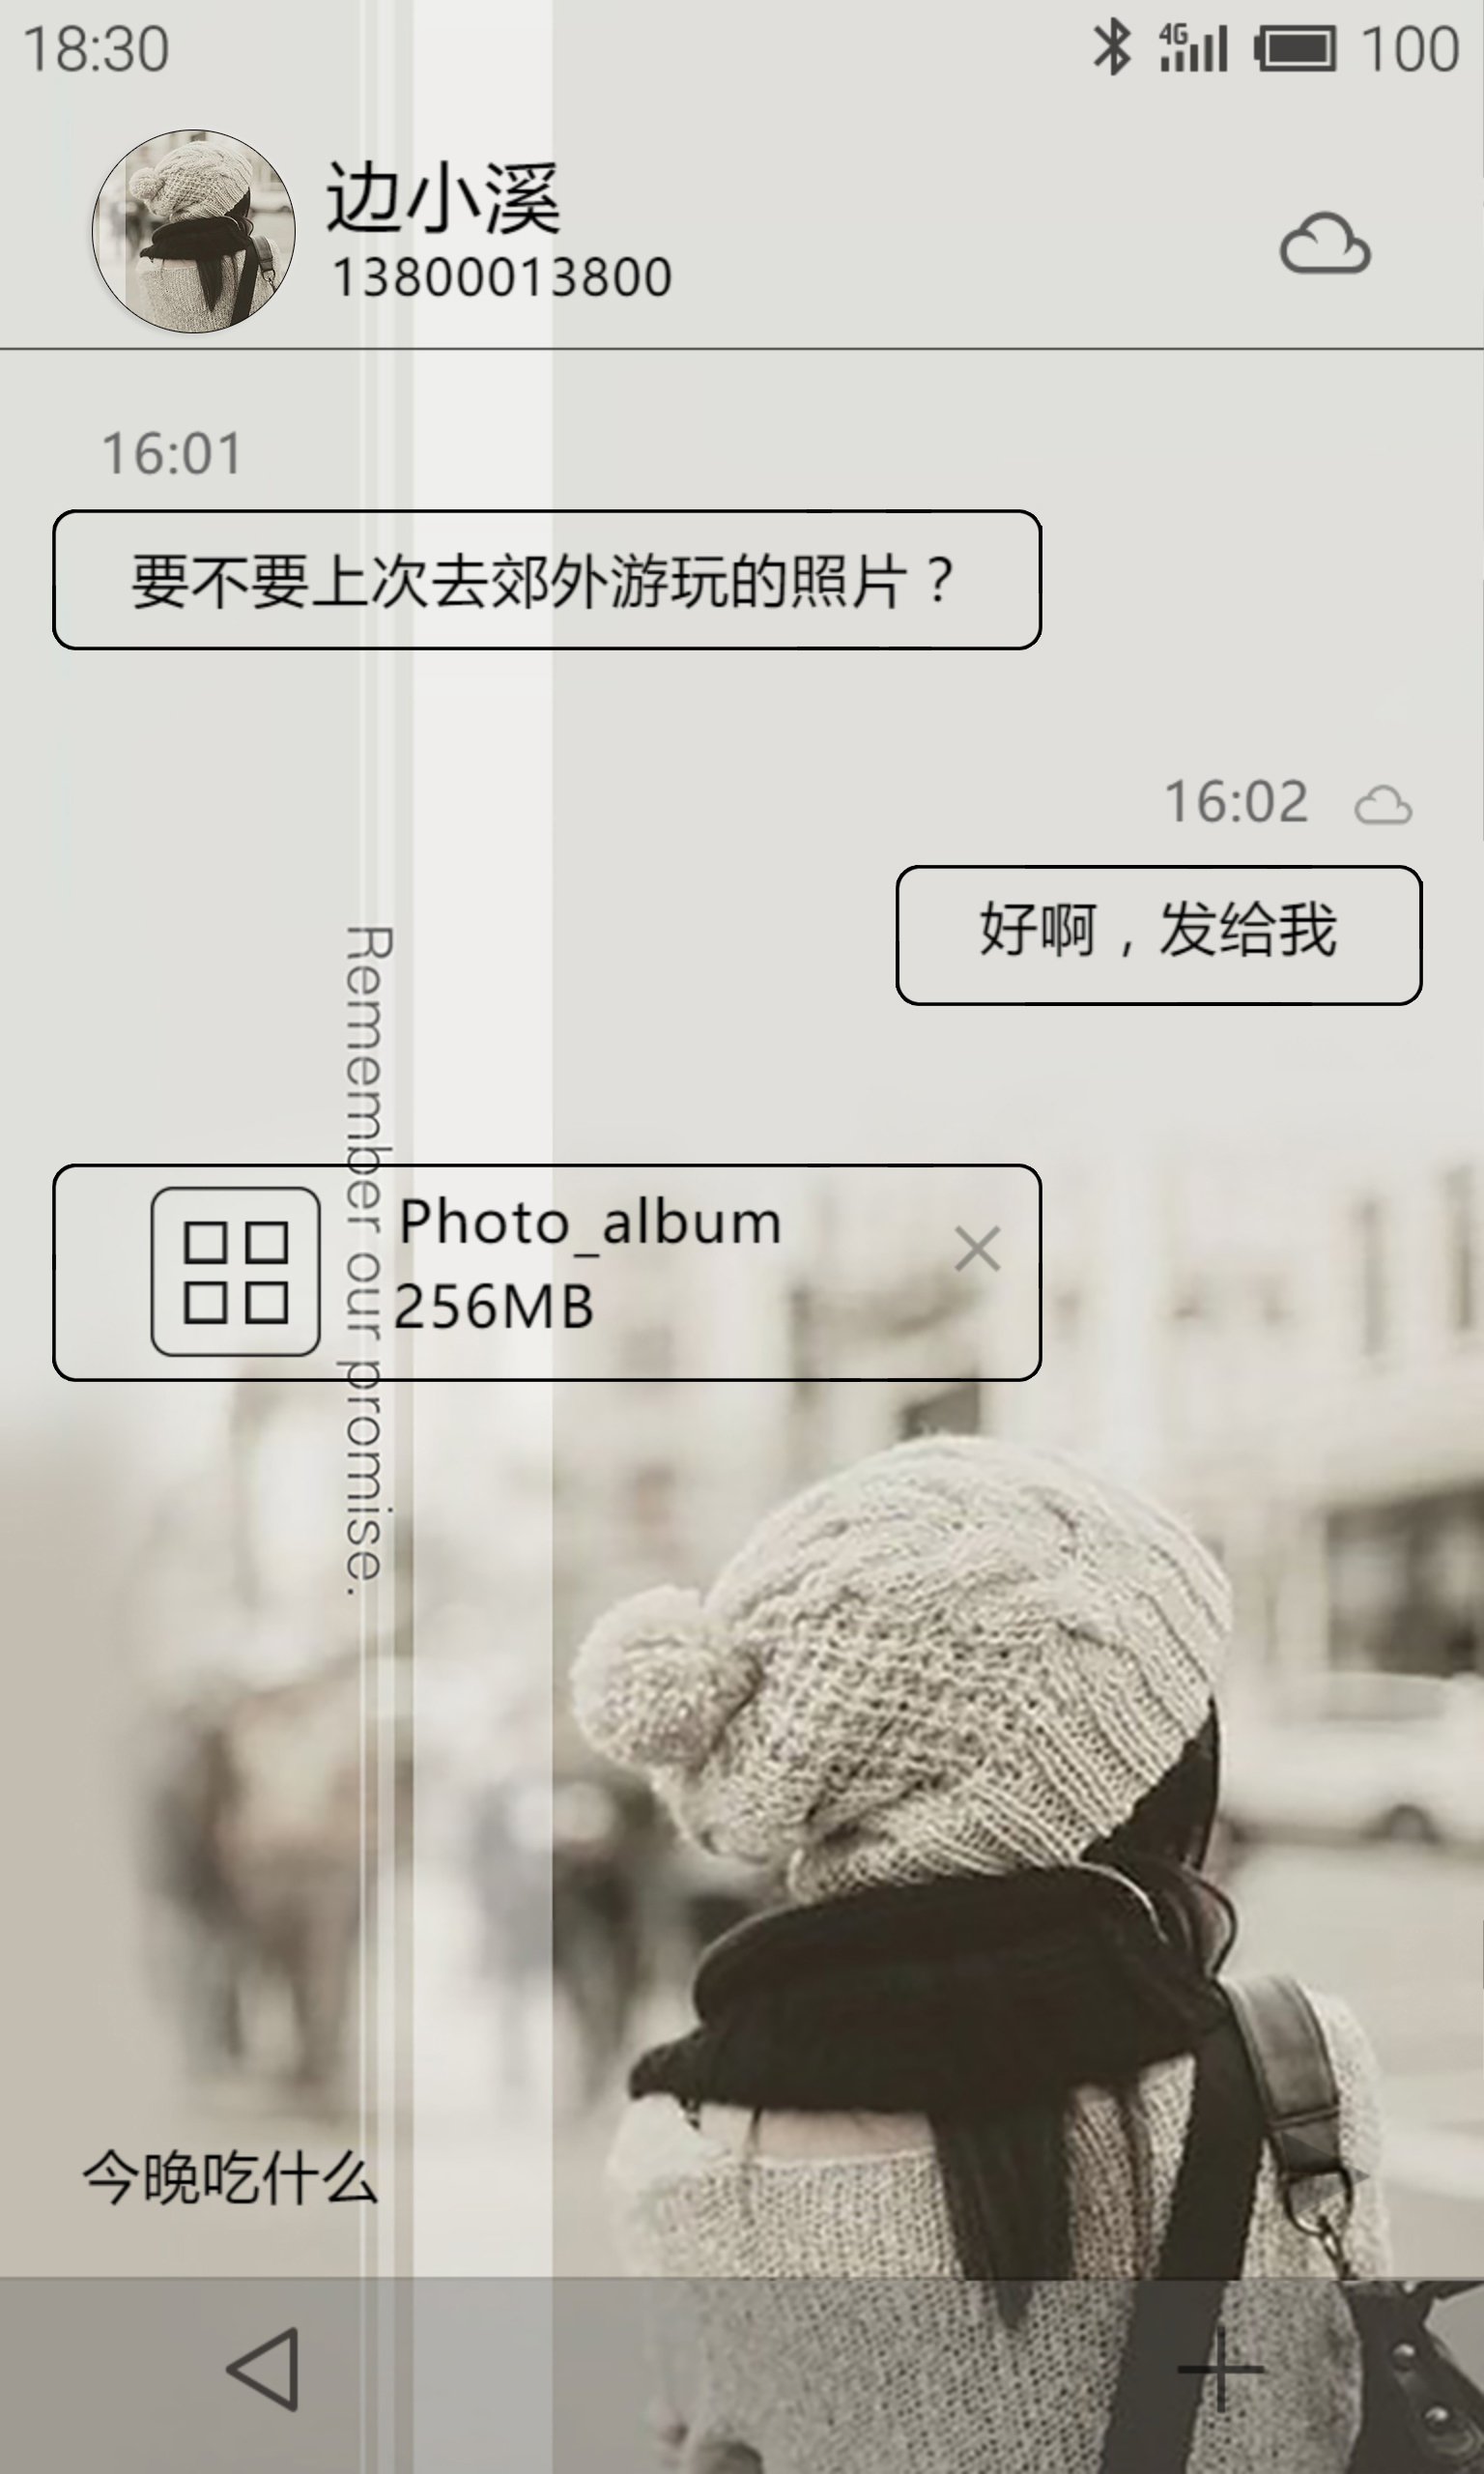 18:30
4G
100
边小溪
13800013800
16:01
要不要上次去郊外游玩的照片？
16:02
好啊，发给我
Remember our promise.
Photo_album
256MB
今晚吃什么